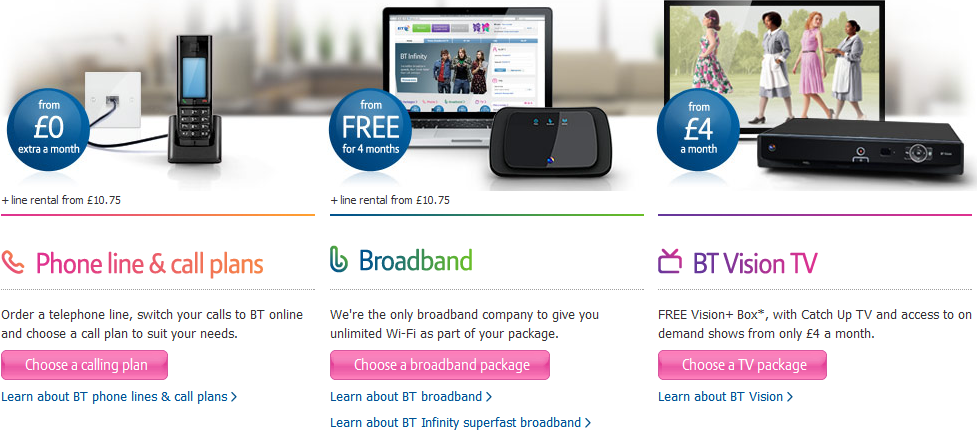 from
£0
extra a month
from
FREE
for 4 months
from
£4
a month
BT Infinity
+ line rental from £10.75
+ line rental from £10.75
Phone line & call plans
Broadband
BT Vision TV
Order a telephone line, switch your calls to BT online
and choose a call plan to suit your needs.
We're the only broadband company to give you
unlimited Wi-Fi as part of your package.
FREE Vision+ Box*, with Catch Up TV and access to on
demand shows from only £4 a month.
Choose a calling plan
Choose a broadband package
Choose a TV package
Learn about BT phone lines & call plans
Learn about BT broadband
Learn about BT Vision
Learn about BT Infinity superfast broadband